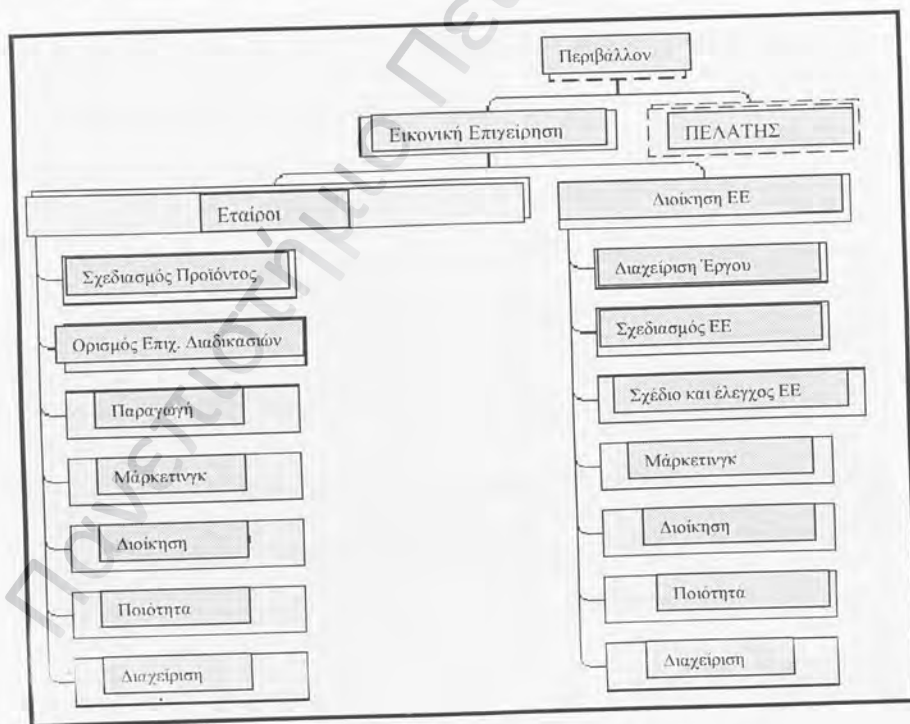 Περιβάλλον
Εικονική Επιχείρηση
ΠΕΛΑΤΗΣ
Εταίροι
Σχεδιασμός Προϊόντος
Ορισμός Επιχ. Διαδικασιών
Παραγωγή
Μάρκετινγκ
Διοίκηση
Ποιότητα
Διαχείριση
Διοίκηση ΕΕ
Διαχείριση Έργου
Σχεδιασμός ΕΕ
Σχέδιο και έλεγχος ΕΕ
Μάρκετινγκ
Διοίκηση
Ποιότητα
Διαχείριση
Πανεπιστήμιο